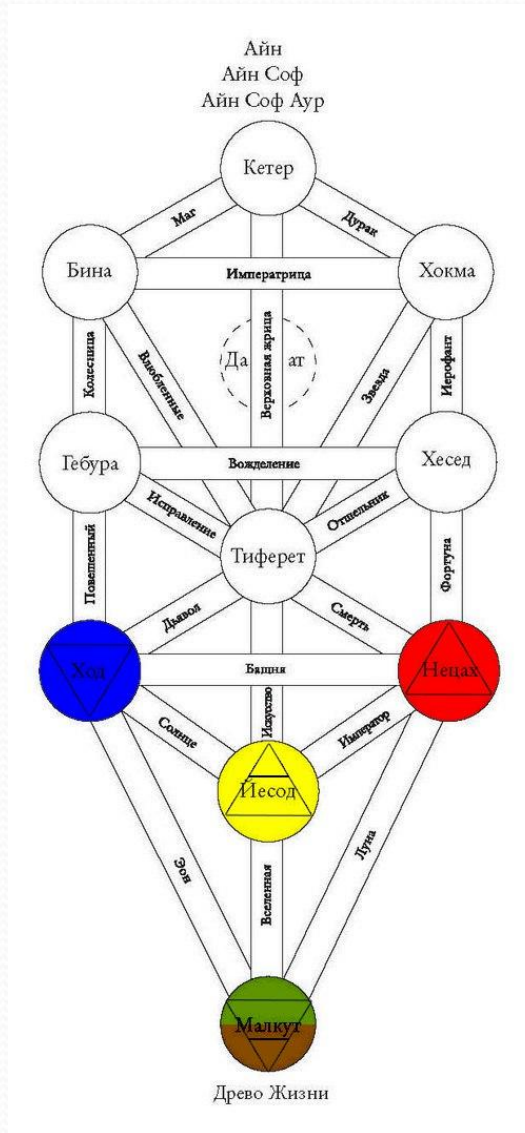 Айн
Айн Соф
Айн Соф Аур
Кетер
Маг
Дурак
Бина
Императрица
Хокма
Колесница
Влюбленные
Да ат
Верховная жрица
Звезда
Иерофант
Гебура
Вожделение
Хесед
Исправление
Отшельник
Тиферет
Повешенный
Фортуна
Дьявол
Смерть
Ход
Башня
Нецах
Солнце
Искусство
Император
Йесод
Эон
Вселенная
Луна
Малкут
Древо Жизни